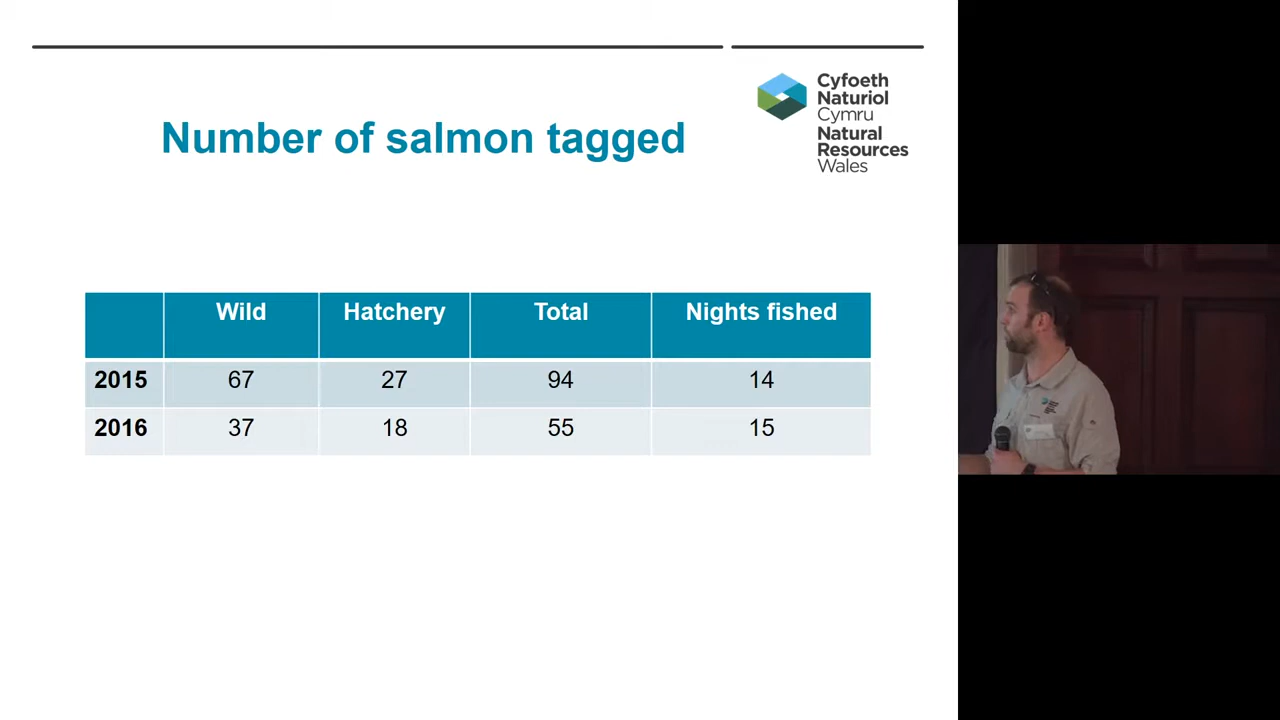 Cyfoeth
Naturiol
Cymru
Natural
Resources
Wales
Number of salmon tagged
Wild Hatchery Total Nights fished
2015 67 27 94 14
2016 37 18 55 15